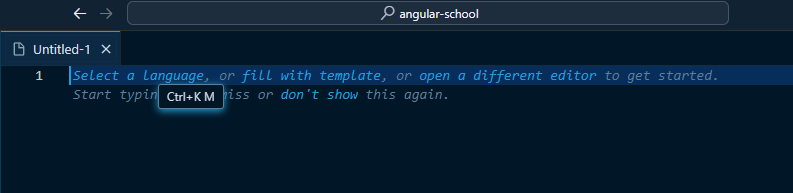 angular-school
Untitled-1
1 Select a language, or fill with template, or open a different editor to get started.
Start typin miss or don't show this again.
Ctrl+K M